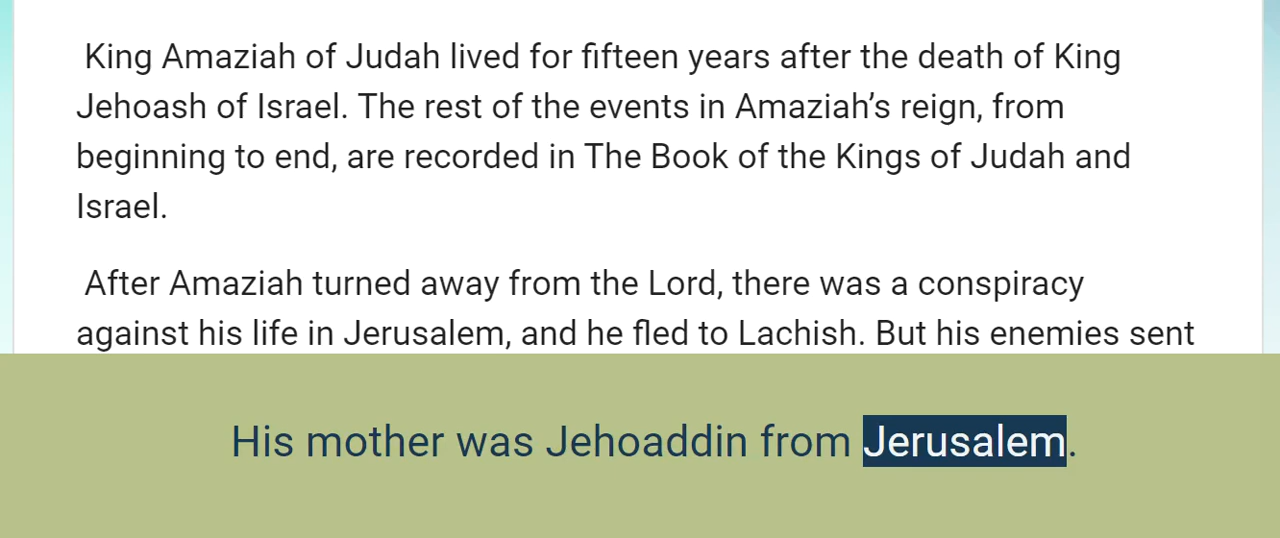 King Amaziah of Judah lived for fifteen years after the death of King
Jehoash of Israel. The rest of the events in Amaziah’s reign, from
beginning to end, are recorded in The Book of the Kings of Judah and
Israel.
After Amaziah turned away from the Lord, there was a conspiracy
against his life in Jerusalem, and he fled to Lachish. But his enemies sent
His mother was Jehoaddin from Jerusalem.